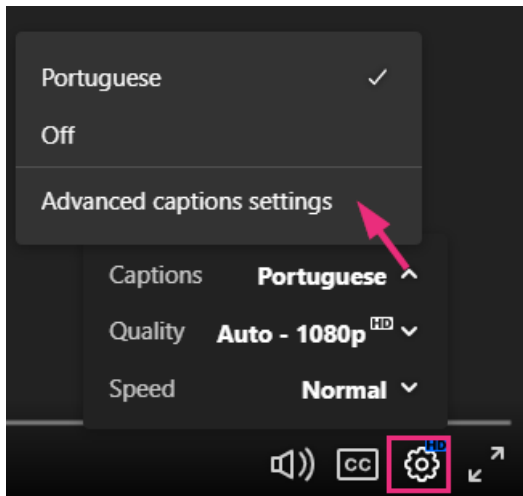 Portuguese
Off
Advanced captions settings
Captions Portuguese
Quality Auto - 1080p HD
Speed Normal
CC HD